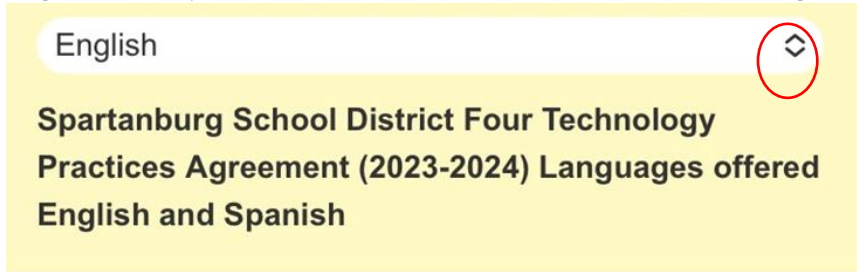 English
Spartanburg School District Four Technology
Practices Agreement (2023-2024) Languages offered
English and Spanish